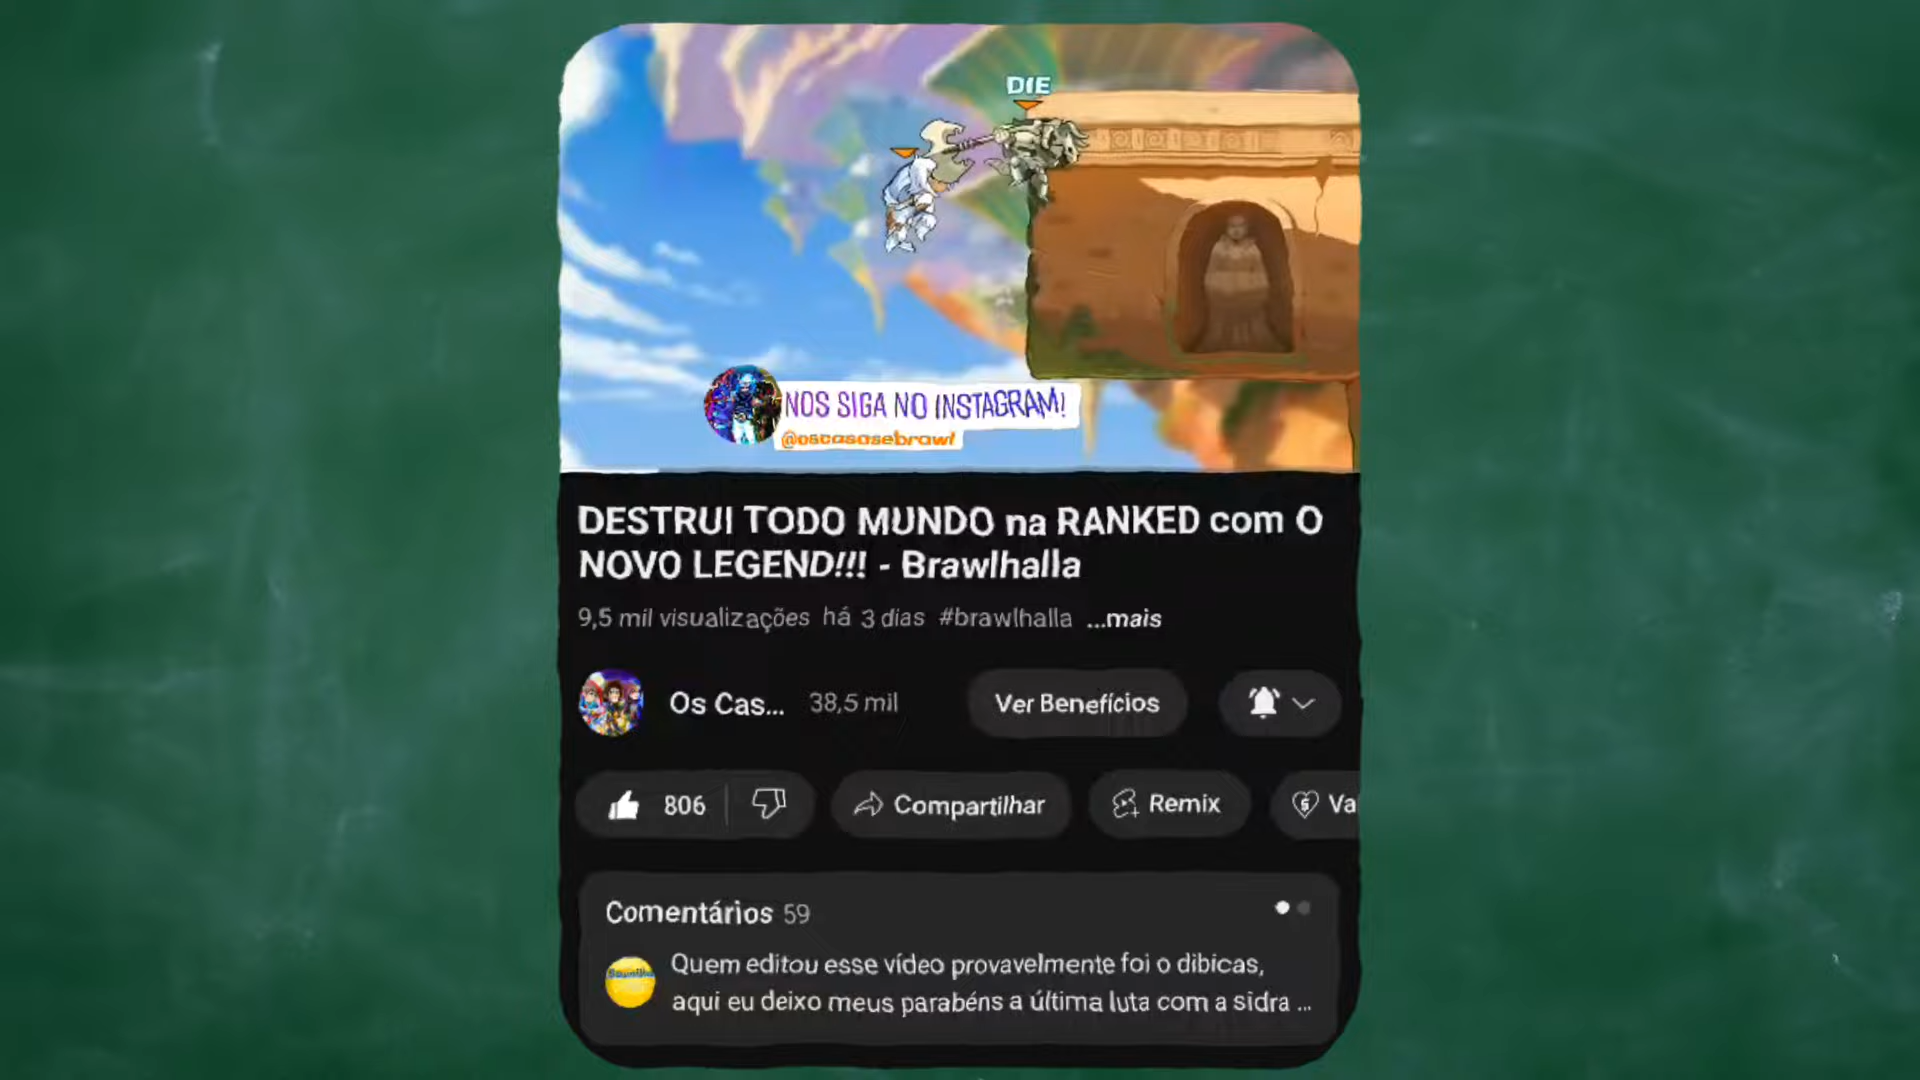 DIE
NOS SIGA NO INSTAGRAM!
@oscasasebrawl
DESTRUI TODO MUNDO na RANKED com O
NOVO LEGEND!!! - Brawlhalla
9,5 mil visualizações há 3 dias #brawlhalla ...mais
Os Cas... 38,5 mil Ver Benefícios
806 Compartilhar Remix Va
Comentários 59
Quem editou esse vídeo provavelmente foi o dibicas,
aqui eu deixo meus parabéns a última luta com a sidra ...